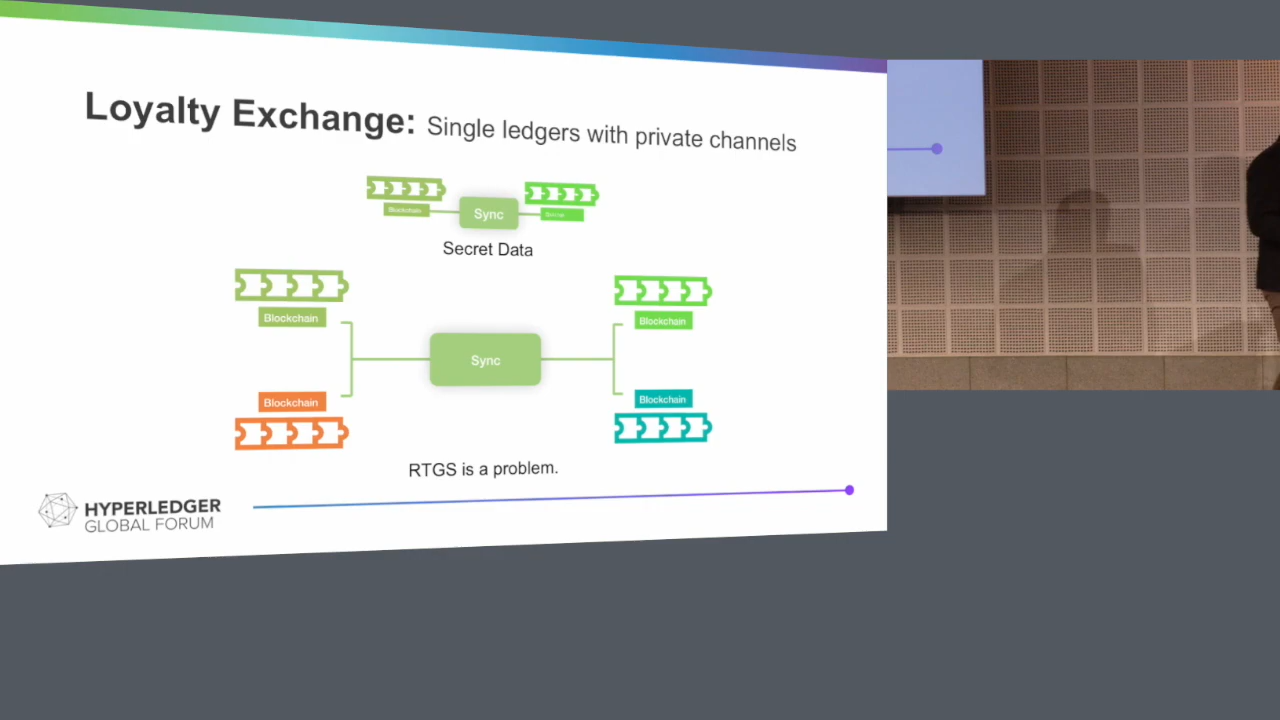 Loyalty Exchange: Single ledgers with private channels
Blockchain
Sync
Secret Data
Blockchain
Blockchain
Sync
Blockchain
Blockchain
RTGS is a problem.
HYPERLEDGER
GLOBAL FORUM